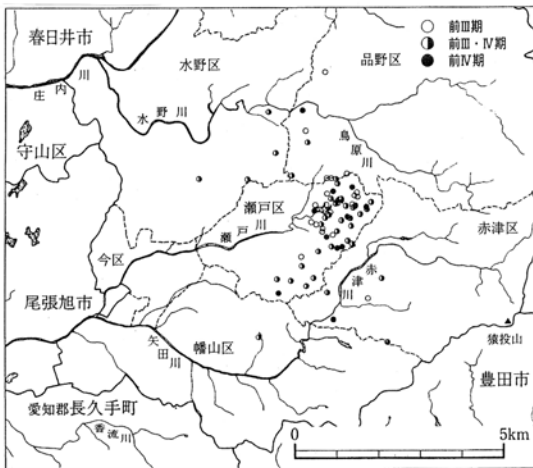 前Ⅲ期
前Ⅲ・Ⅳ期
前Ⅳ期
春日井市
庄内川
水野区
水野川
品野区
鳥原川
守山区
瀬戸区
瀬戸川
赤津区
今区
赤津川
尾張旭市
矢田川
幡山区
猿投山
豊田市
愛知郡長久手町
香流川
0
5km